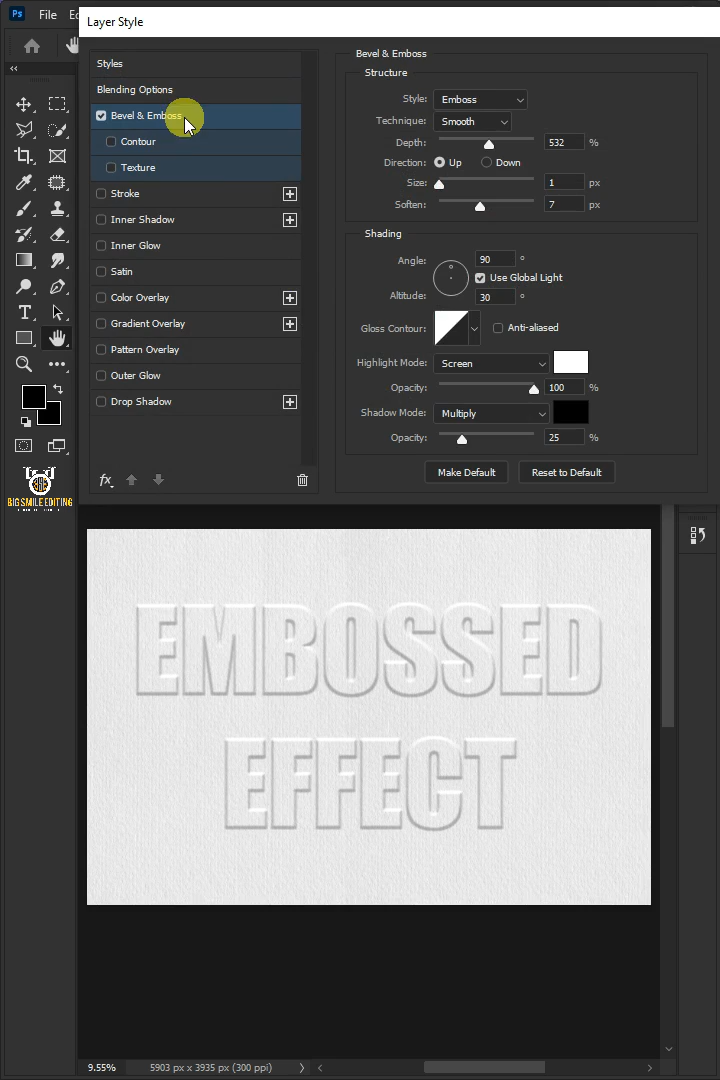 Ps File
Layer Style
Styles
Blending Options
Bevel & Emboss
Contour
Texture
Stroke
Inner Shadow
Inner Glow
Satin
Color Overlay
Gradient Overlay
Pattern Overlay
Outer Glow
Drop Shadow
fx
Bevel & Emboss
Structure
Style: Emboss
Technique: Smooth
Depth: 532 %
Direction: Up Down
Size: 1 px
Soften: 7 px
Shading
Angle: 90 °
Use Global Light
Altitude: 30 °
Gloss Contour: Anti-aliased
Highlight Mode: Screen
Opacity: 100 %
Shadow Mode: Multiply
Opacity: 25 %
Make Default Reset to Default
BIG SMILE EDITING
EMBOSSED
EFFECT
9.55% 5903 px x 3935 px (300 ppi)